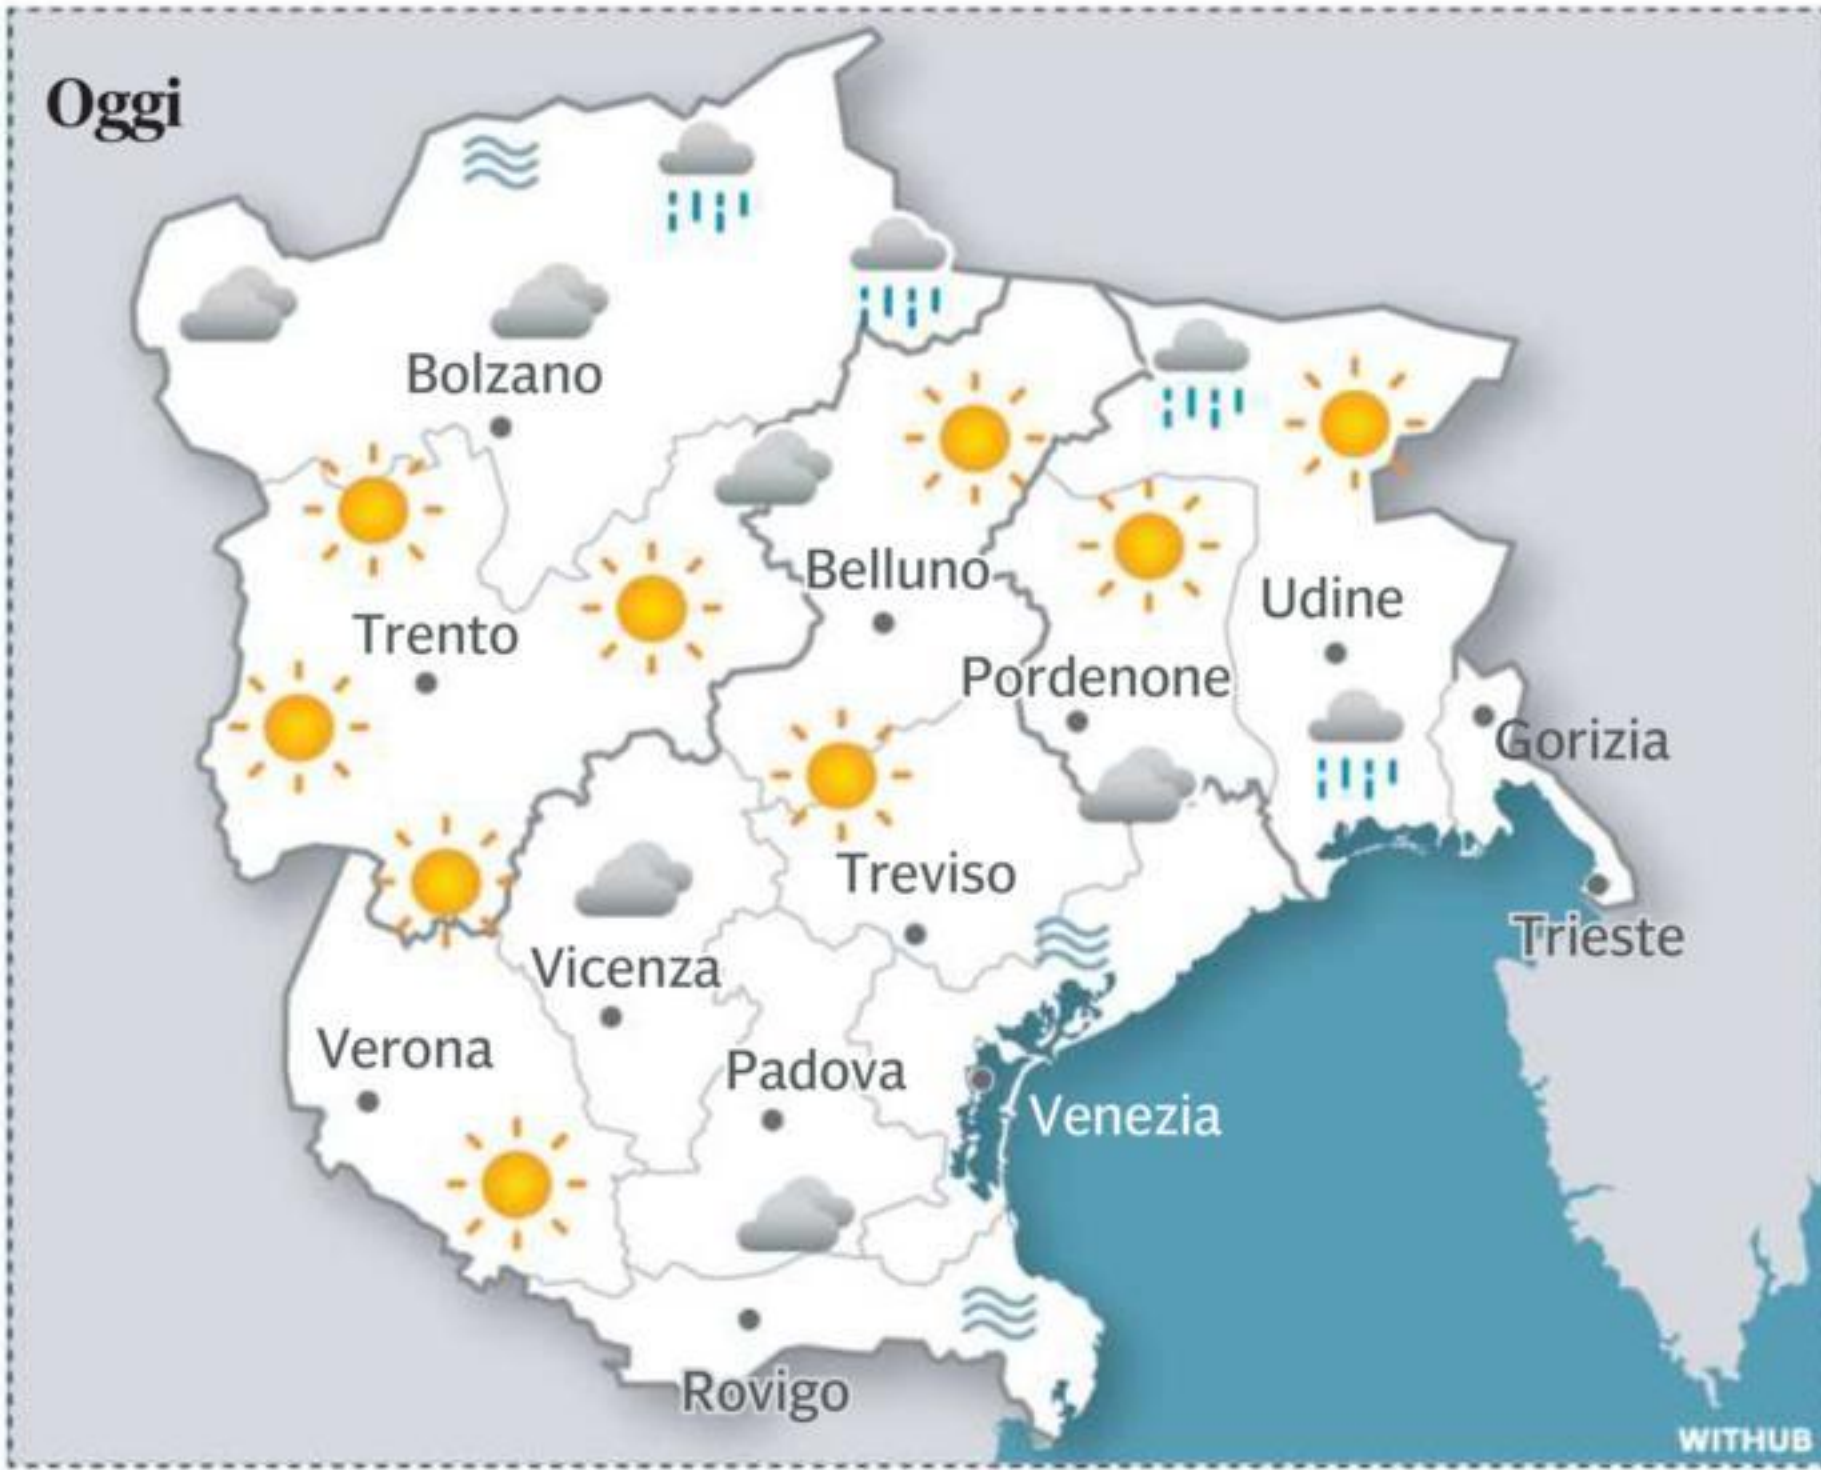 Oggi
Bolzano
Belluno
Udine
Trento
Pordenone
Gorizia
Treviso
Trieste
Vicenza
Verona
Padova
Venezia
Rovigo
WITHUB